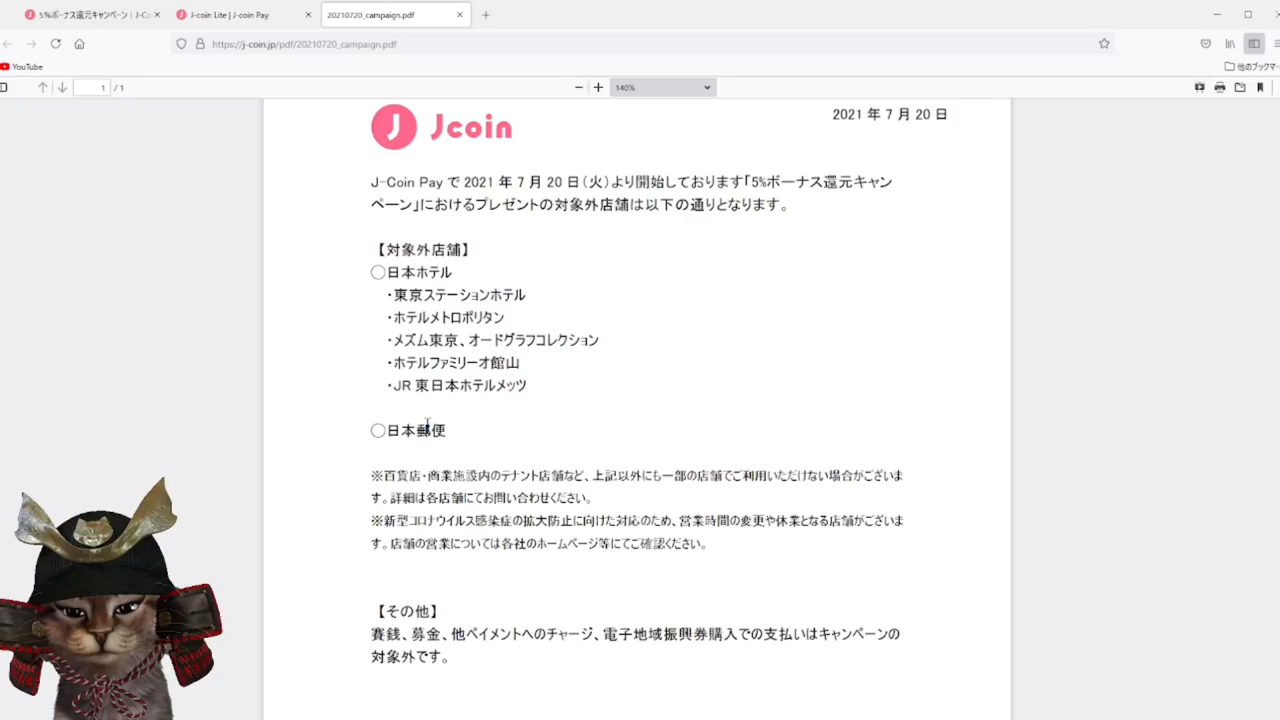 5%ボーナス還元キャンペーン | J-Co
J-coin Lite | J-coin Pay
20210720_campaign.pdf
https://j-coin.jp/pdf/20210720_campaign.pdf
YouTube
他のブックマー
1 / 1
140%
J Jcoin
2021 年 7 月 20 日
J-Coin Pay で 2021 年 7 月 20 日（火）より開始しております「5%ボーナス還元キャン
ペーン」におけるプレゼントの対象外店舗は以下の通りとなります。
【対象外店舗】
○日本ホテル
・東京ステーションホテル
・ホテルメトロポリタン
・メズム東京、オードグラフコレクション
・ホテルファミリーオ館山
・JR 東日本ホテルメッツ
○日本郵便
※百貨店・商業施設内のテナント店舗など、上記以外にも一部の店舗でご利用いただけない場合がございま
す。詳細は各店舗にてお問い合わせください。
※新型コロナウイルス感染症の拡大防止に向けた対応のため、営業時間の変更や休業となる店舗がございま
す。店舗の営業については各社のホームページ等にてご確認ください。
【その他】
賽銭、募金、他ペイメントへのチャージ、電子地域振興券購入での支払いはキャンペーンの
対象外です。